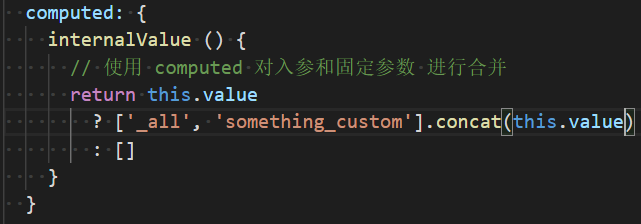 computed: {
internalValue () {
// 使用 computed 对入参和固定参数 进行合并
return this.value
? ['_all', 'something_custom'].concat(this.value)
: []
}
}